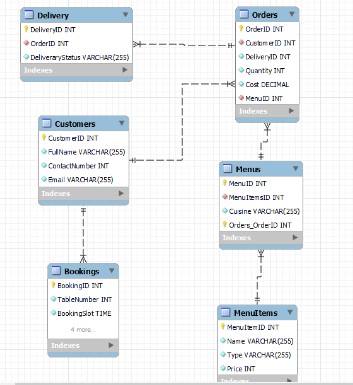 Delivery
DeliveryID INT
OrderID INT
DeliveraryStatus VARCHAR(255)
Indexes
Orders
OrderID INT
CustomerID INT
DeliveryID INT
Quantity INT
Cost DECIMAL
MenuID INT
Indexes
Customers
CustomerID INT
FullName VARCHAR(255)
ContactNumber INT
Email VARCHAR(255)
Indexes
Menus
MenuID INT
MenuItemsID INT
Cuisine VARCHAR(255)
Orders_OrderID INT
Indexes
Bookings
BookingID INT
TableNumber INT
BookingSlot TIME
4 more...
Indexes
MenuItems
MenuItemID INT
Name VARCHAR(255)
Type VARCHAR(255)
Price INT
Indexes